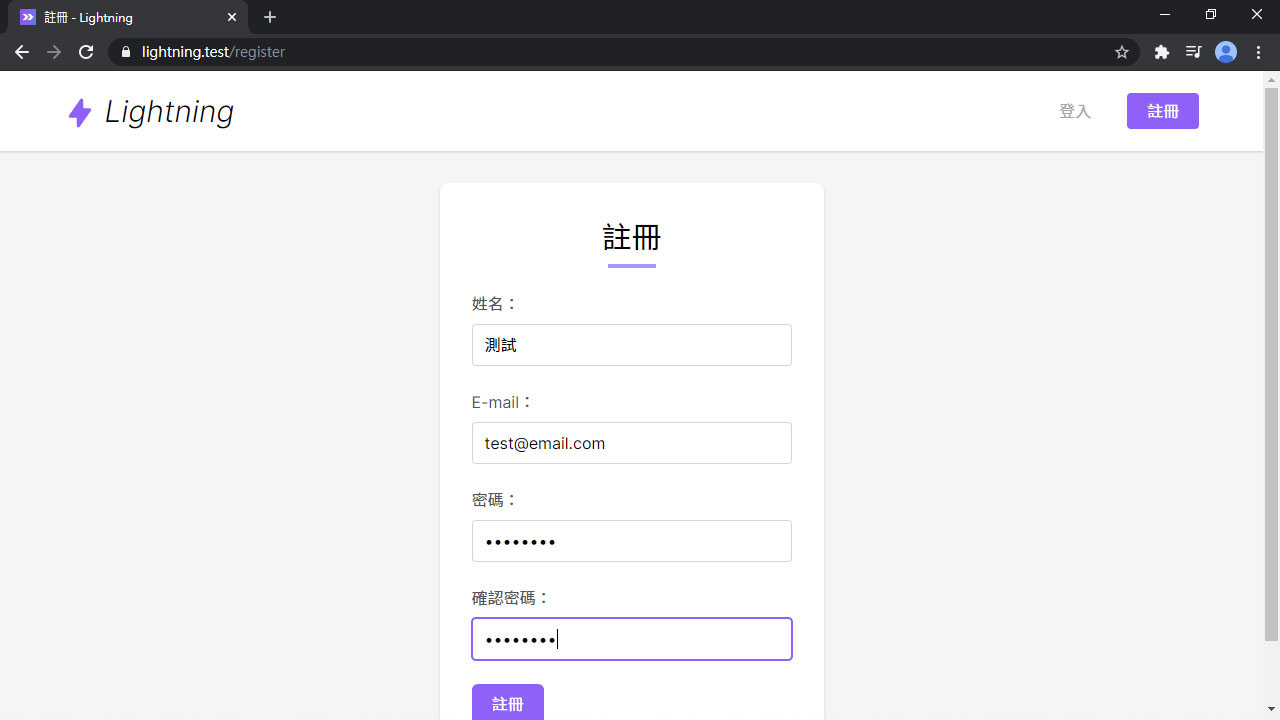 註冊 - Lightning
lightning.test/register
Lightning
登入
註冊
註冊
姓名：
測試
E-mail：
test@email.com
密碼：
••••••••
確認密碼：
••••••••
註冊